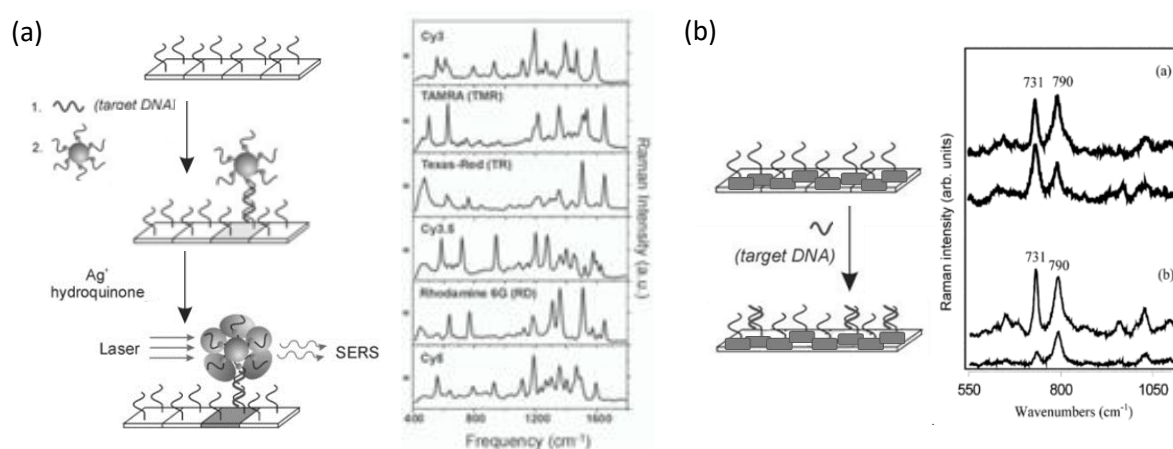 (a)
1. (target DNA)
2.
Ag+
hydroquinone
Laser
SERS
Cy3
TAMRA (TMR)
Texas-Red (TR)
Cy3.5
Rhodamine 6G (RD)
Cy5
400 800 1200 1600
Frequency (cm-1)
Raman Intensity (a.u.)
(b)
(target DNA)
(a)
731 790
(b)
731 790
550 800 1050
Wavenumbers (cm-1)
Raman intensity (arb. units)